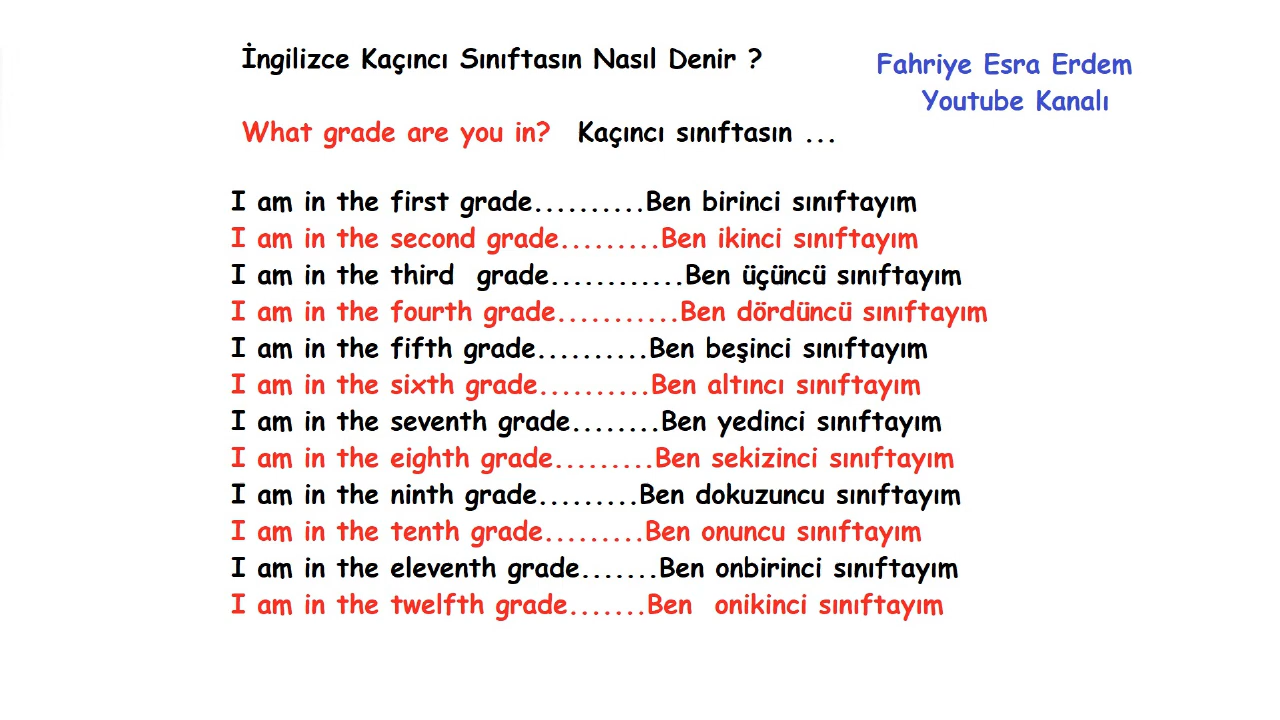 İngilizce Kaçıncı Sınıftasın Nasıl Denir ?
Fahriye Esra Erdem
Youtube Kanalı
What grade are you in? Kaçıncı sınıftasın ...
I am in the first grade..........Ben birinci sınıftayım
I am in the second grade.........Ben ikinci sınıftayım
I am in the third grade............Ben üçüncü sınıftayım
I am in the fourth grade...........Ben dördüncü sınıftayım
I am in the fifth grade..........Ben beşinci sınıftayım
I am in the sixth grade..........Ben altıncı sınıftayım
I am in the seventh grade........Ben yedinci sınıftayım
I am in the eighth grade.........Ben sekizinci sınıftayım
I am in the ninth grade.........Ben dokuzuncu sınıftayım
I am in the tenth grade.........Ben onuncu sınıftayım
I am in the eleventh grade.......Ben onbirinci sınıftayım
I am in the twelfth grade.......Ben onikinci sınıftayım